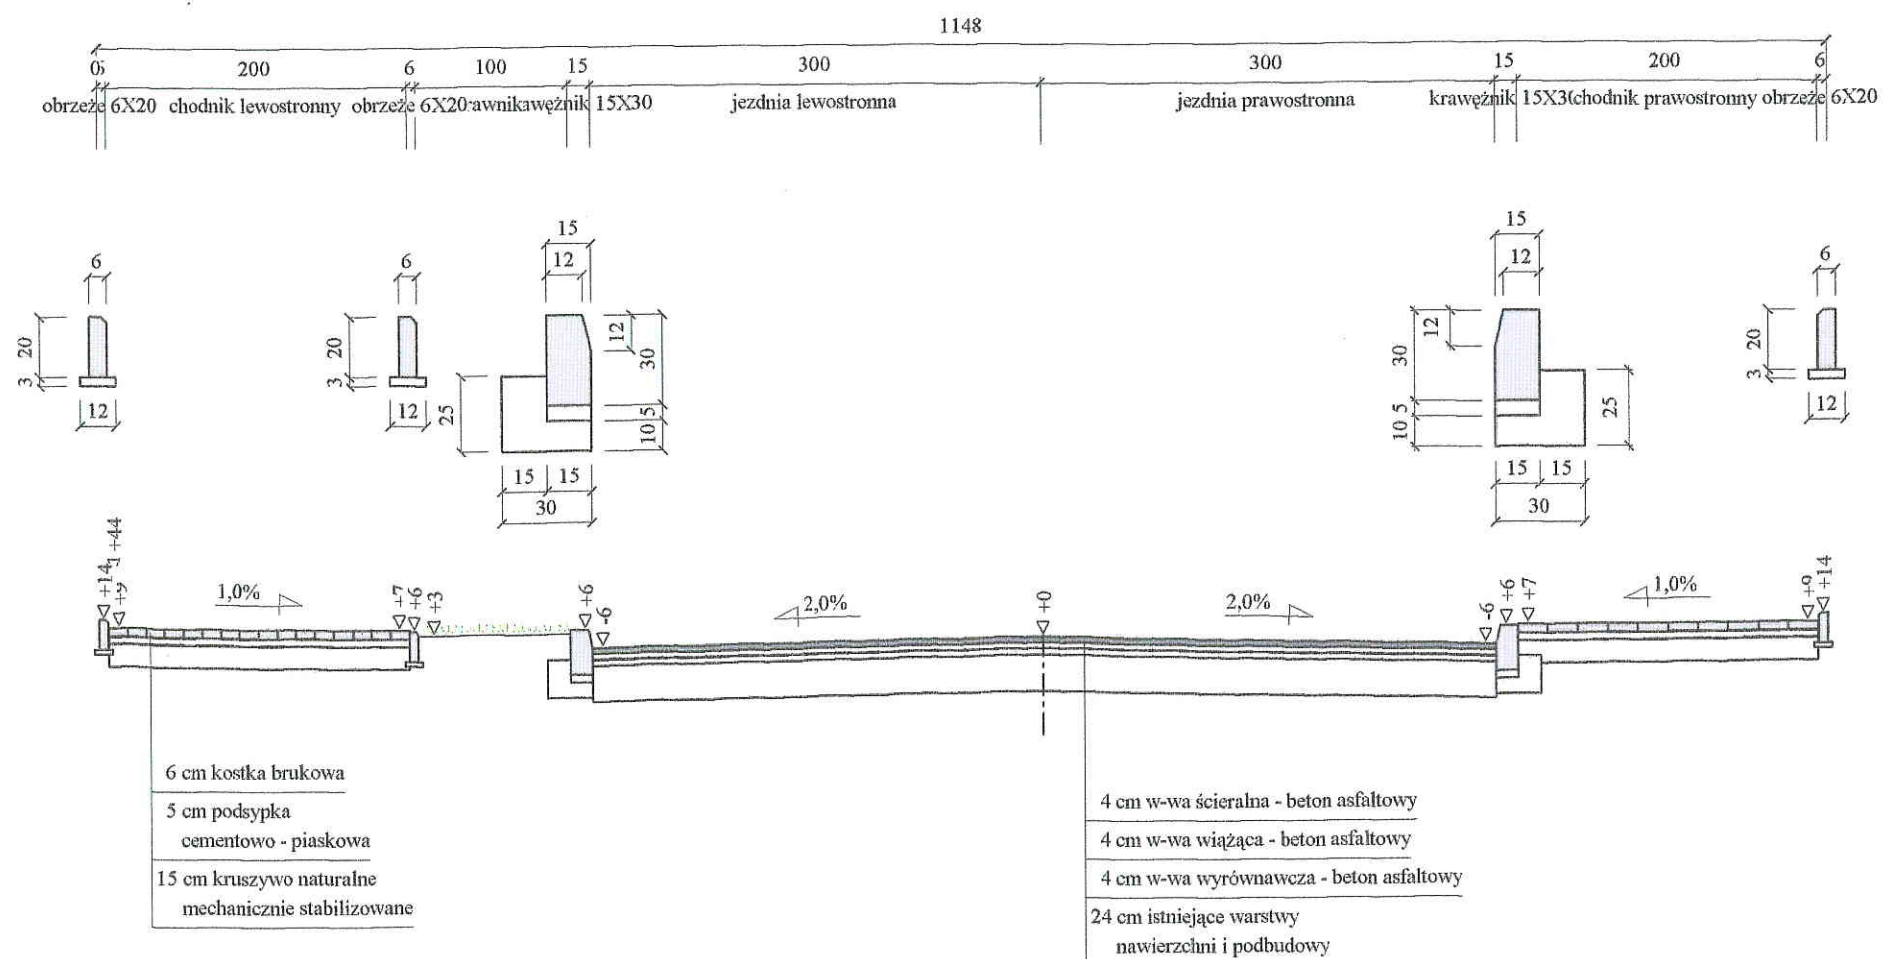 1148
200 6 100 15 300 300 15 200 6
obrzeże 6X20 chodnik lewostronny obrzeże 6X20 15X30 jezdnia lewostronna jezdnia prawostronna krawężnik chodnik prawostronny obrzeże 6X20
6 6 15 15 6
12 12
20 3 12
20 3 12
12 30 5 10 25
15 15
30
12 30 5 10 25
15 15
30
20 3 12
+14 +9 +44 1,0% +7 +6 +3 +6 -6 2,0% +0 2,0% -6 +6 +7 1,0% +9 +14
6 cm kostka brukowa
5 cm podsypka
cementowo - piaskowa
15 cm kruszywo naturalne
mechanicznie stabilizowane
4 cm w-wa ścieralna - beton asfaltowy
4 cm w-wa wiążąca - beton asfaltowy
4 cm w-wa wyrównawcza - beton asfaltowy
24 cm istniejące warstwy
nawierzchni i podbudowy